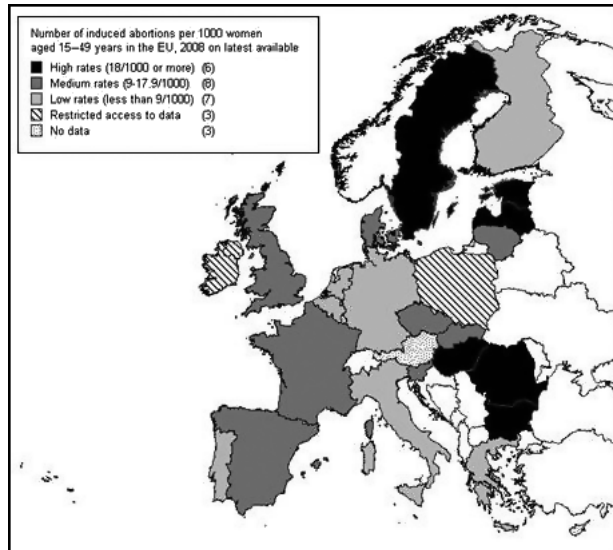 Number of induced abortions per 1000 women
aged 15–49 years in the EU, 2008 on latest available
High rates (18/1000 or more) (6)
Medium rates (9-17.9/1000) (8)
Low rates (less than 9/1000) (7)
Restricted access to data (3)
No data (3)